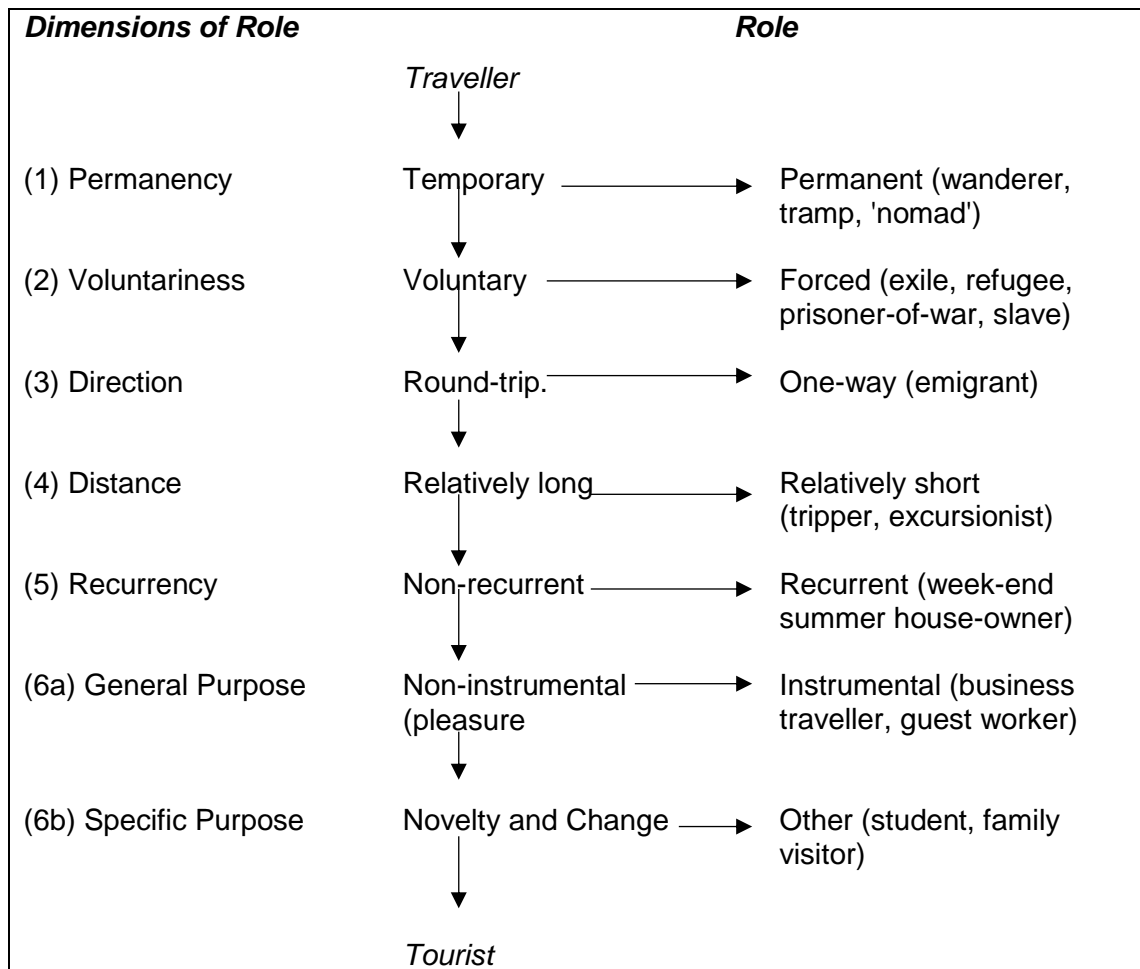 Dimensions of Role Role
Traveller
(1) Permanency Temporary Permanent (wanderer,
tramp, 'nomad')
(2) Voluntariness Voluntary Forced (exile, refugee,
prisoner-of-war, slave)
(3) Direction Round-trip. One-way (emigrant)
(4) Distance Relatively long Relatively short
(tripper, excursionist)
(5) Recurrency Non-recurrent Recurrent (week-end
summer house-owner)
(6a) General Purpose Non-instrumental Instrumental (business
(pleasure traveller, guest worker)
(6b) Specific Purpose Novelty and Change Other (student, family
visitor)
Tourist